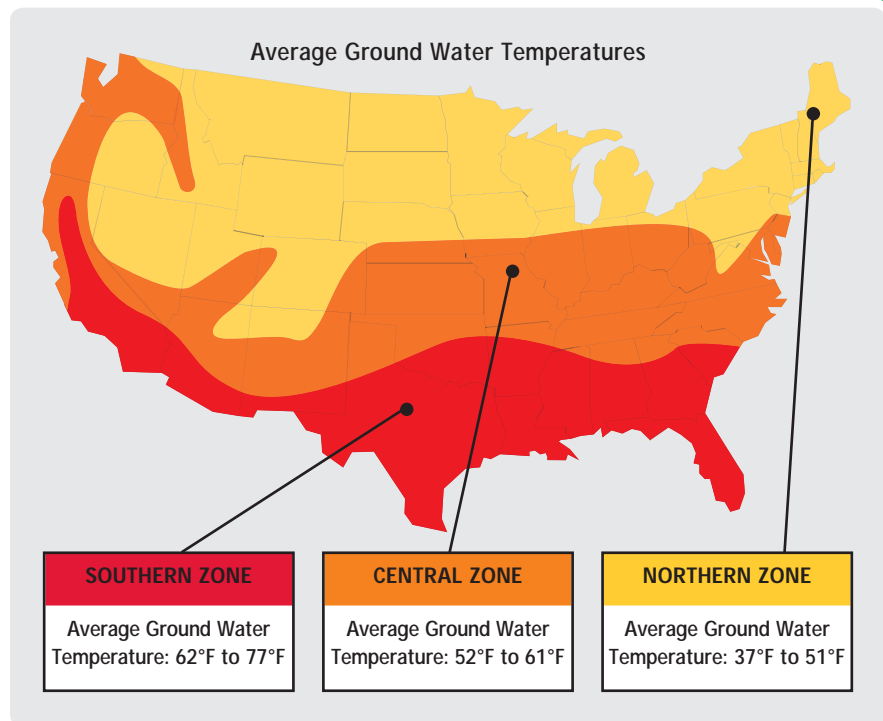 Average Ground Water Temperatures
SOUTHERN ZONE
Average Ground Water
Temperature: 62°F to 77°F
CENTRAL ZONE
Average Ground Water
Temperature: 52°F to 61°F
NORTHERN ZONE
Average Ground Water
Temperature: 37°F to 51°F